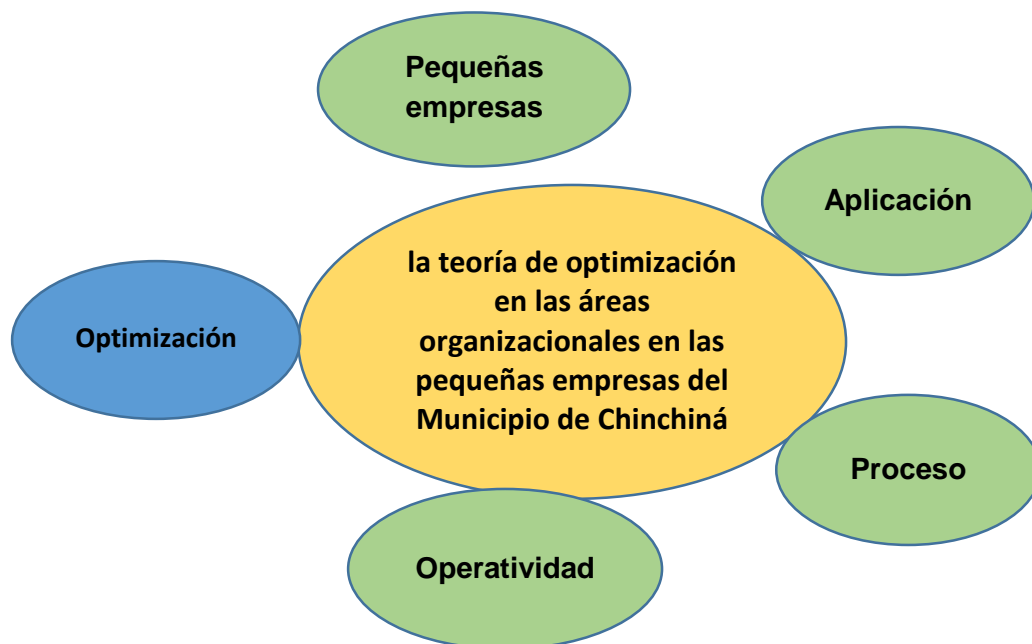 Pequeñas
empresas
Aplicación
la teoría de optimización
en las áreas
organizacionales en las
pequeñas empresas del
Municipio de Chinchiná
Optimización
Proceso
Operatividad